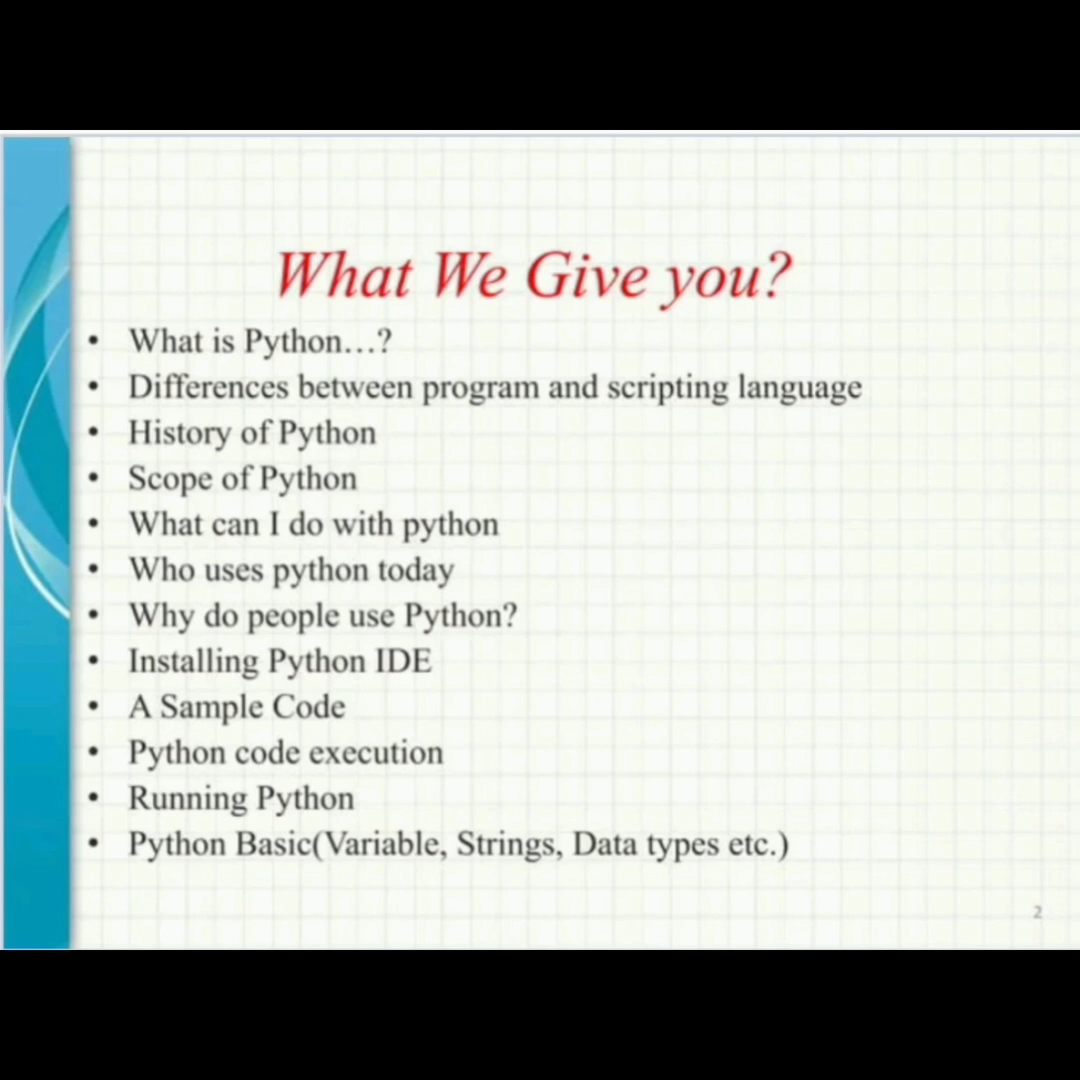 What We Give you?
• What is Python…?
• Differences between program and scripting language
• History of Python
• Scope of Python
• What can I do with python
• Who uses python today
• Why do people use Python?
• Installing Python IDE
• A Sample Code
• Python code execution
• Running Python
• Python Basic(Variable, Strings, Data types etc.)
2